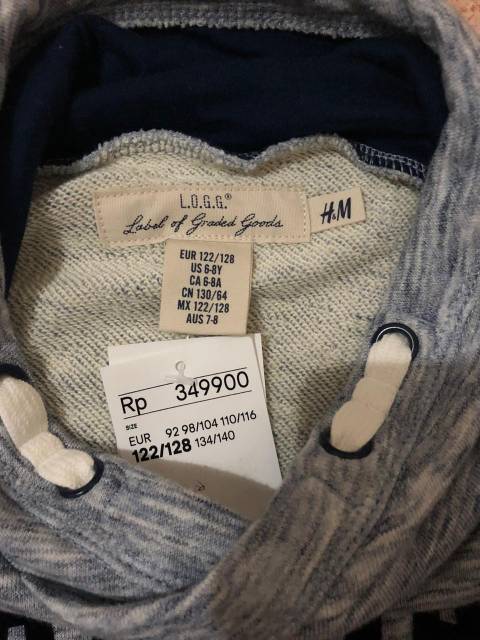 L.O.G.G.®
Label of Graded Goods
H&M
EUR 122/128
US 6-8Y
CA 6-8A
CN 130/64
MX 122/128
AUS 7-8
Rp 349900
SIZE
EUR 92 98/104 110/116
122/128 134/140